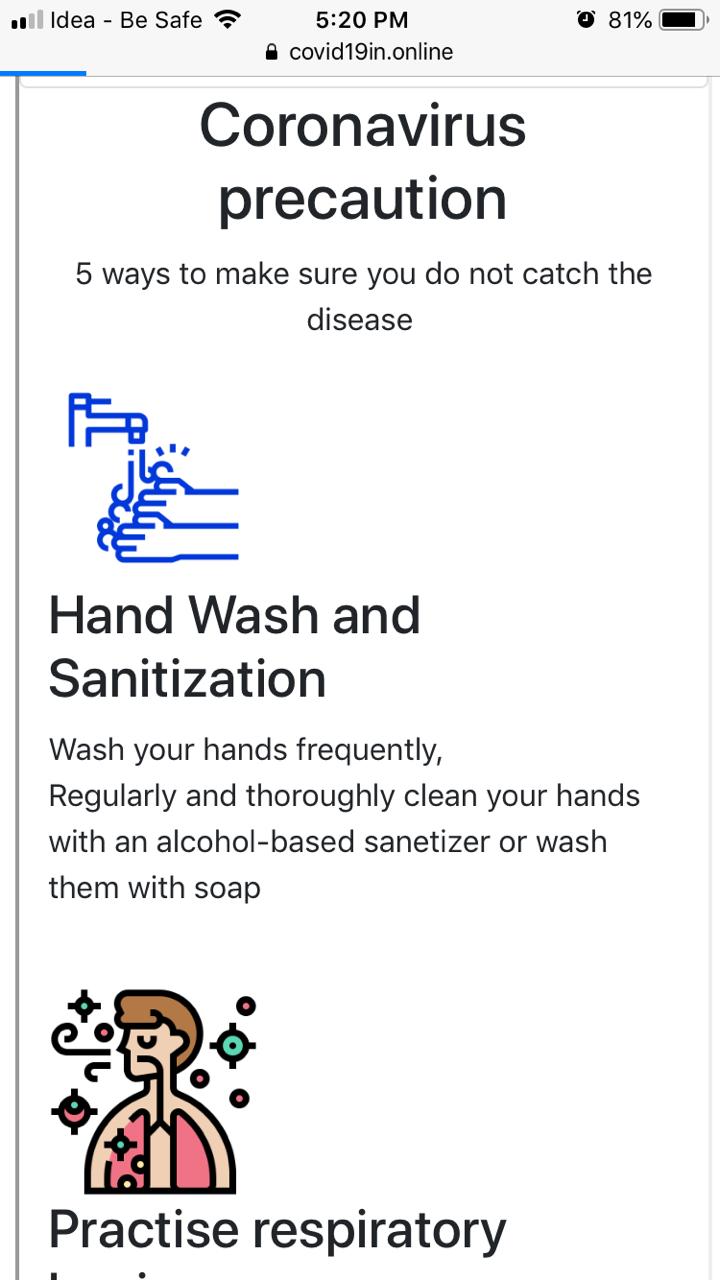 Idea - Be Safe 5:20 PM 81%
covid19in.online
Coronavirus
precaution
5 ways to make sure you do not catch the
disease
Hand Wash and
Sanitization
Wash your hands frequently,
Regularly and thoroughly clean your hands
with an alcohol-based sanetizer or wash
them with soap
Practise respiratory